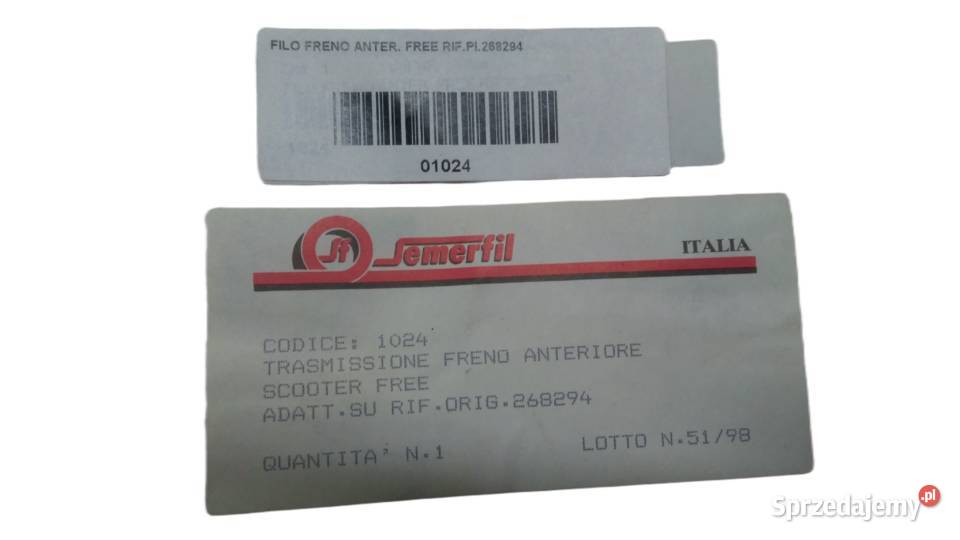 FILO FRENO ANTER. FREE RIF.PI.268294
01024
Sf Semerfil
ITALIA
CODICE: 1024
TRASMISSIONE FRENO ANTERIORE
SCOOTER FREE
ADATT.SU RIF.ORIG.268294
QUANTITA' N.1
LOTTO N.51/98
Sprzedajemy.pl